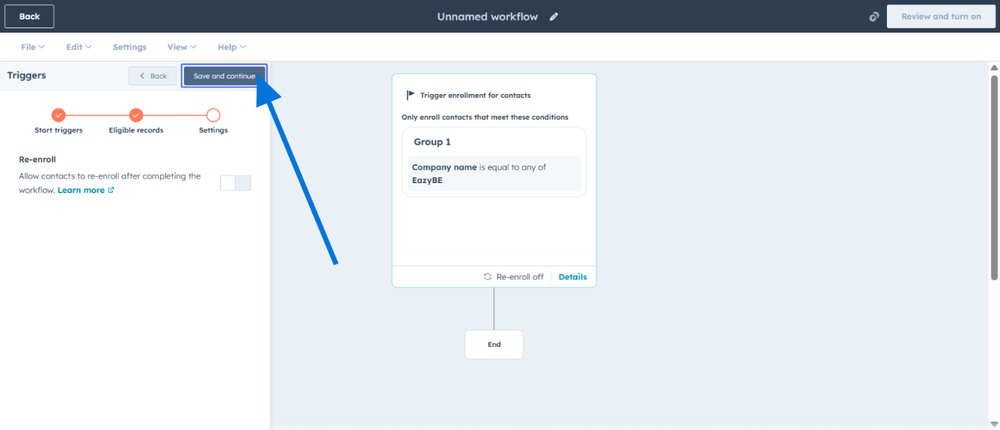 Back
Unnamed workflow
Review and turn on
File
Edit
Settings
View
Help
Triggers
Back
Save and continue
Start triggers
Eligible records
Settings
Re-enroll
Allow contacts to re-enroll after completing the
workflow. Learn more
Trigger enrollment for contacts
Only enroll contacts that meet these conditions
Group 1
Company name is equal to any of
EazyBE
Re-enroll off
Details
End